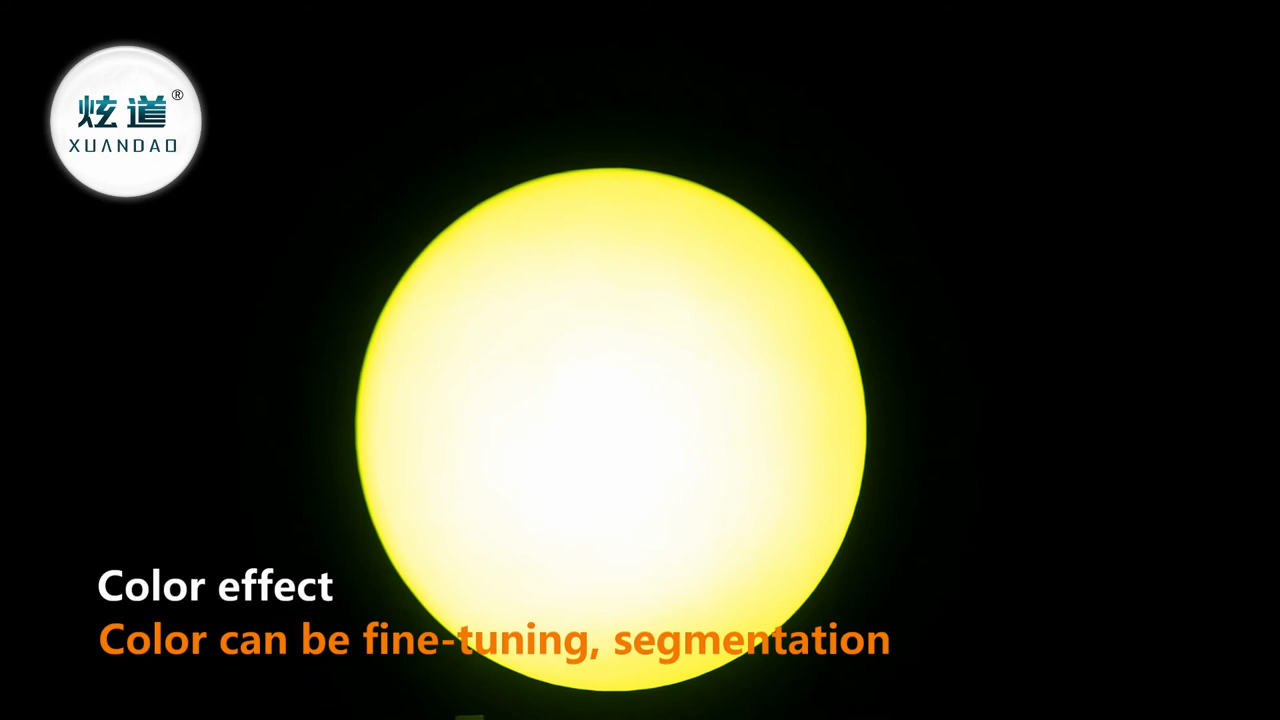 炫道®
XUANDAO
Color effect
Color can be fine-tuning, segmentation